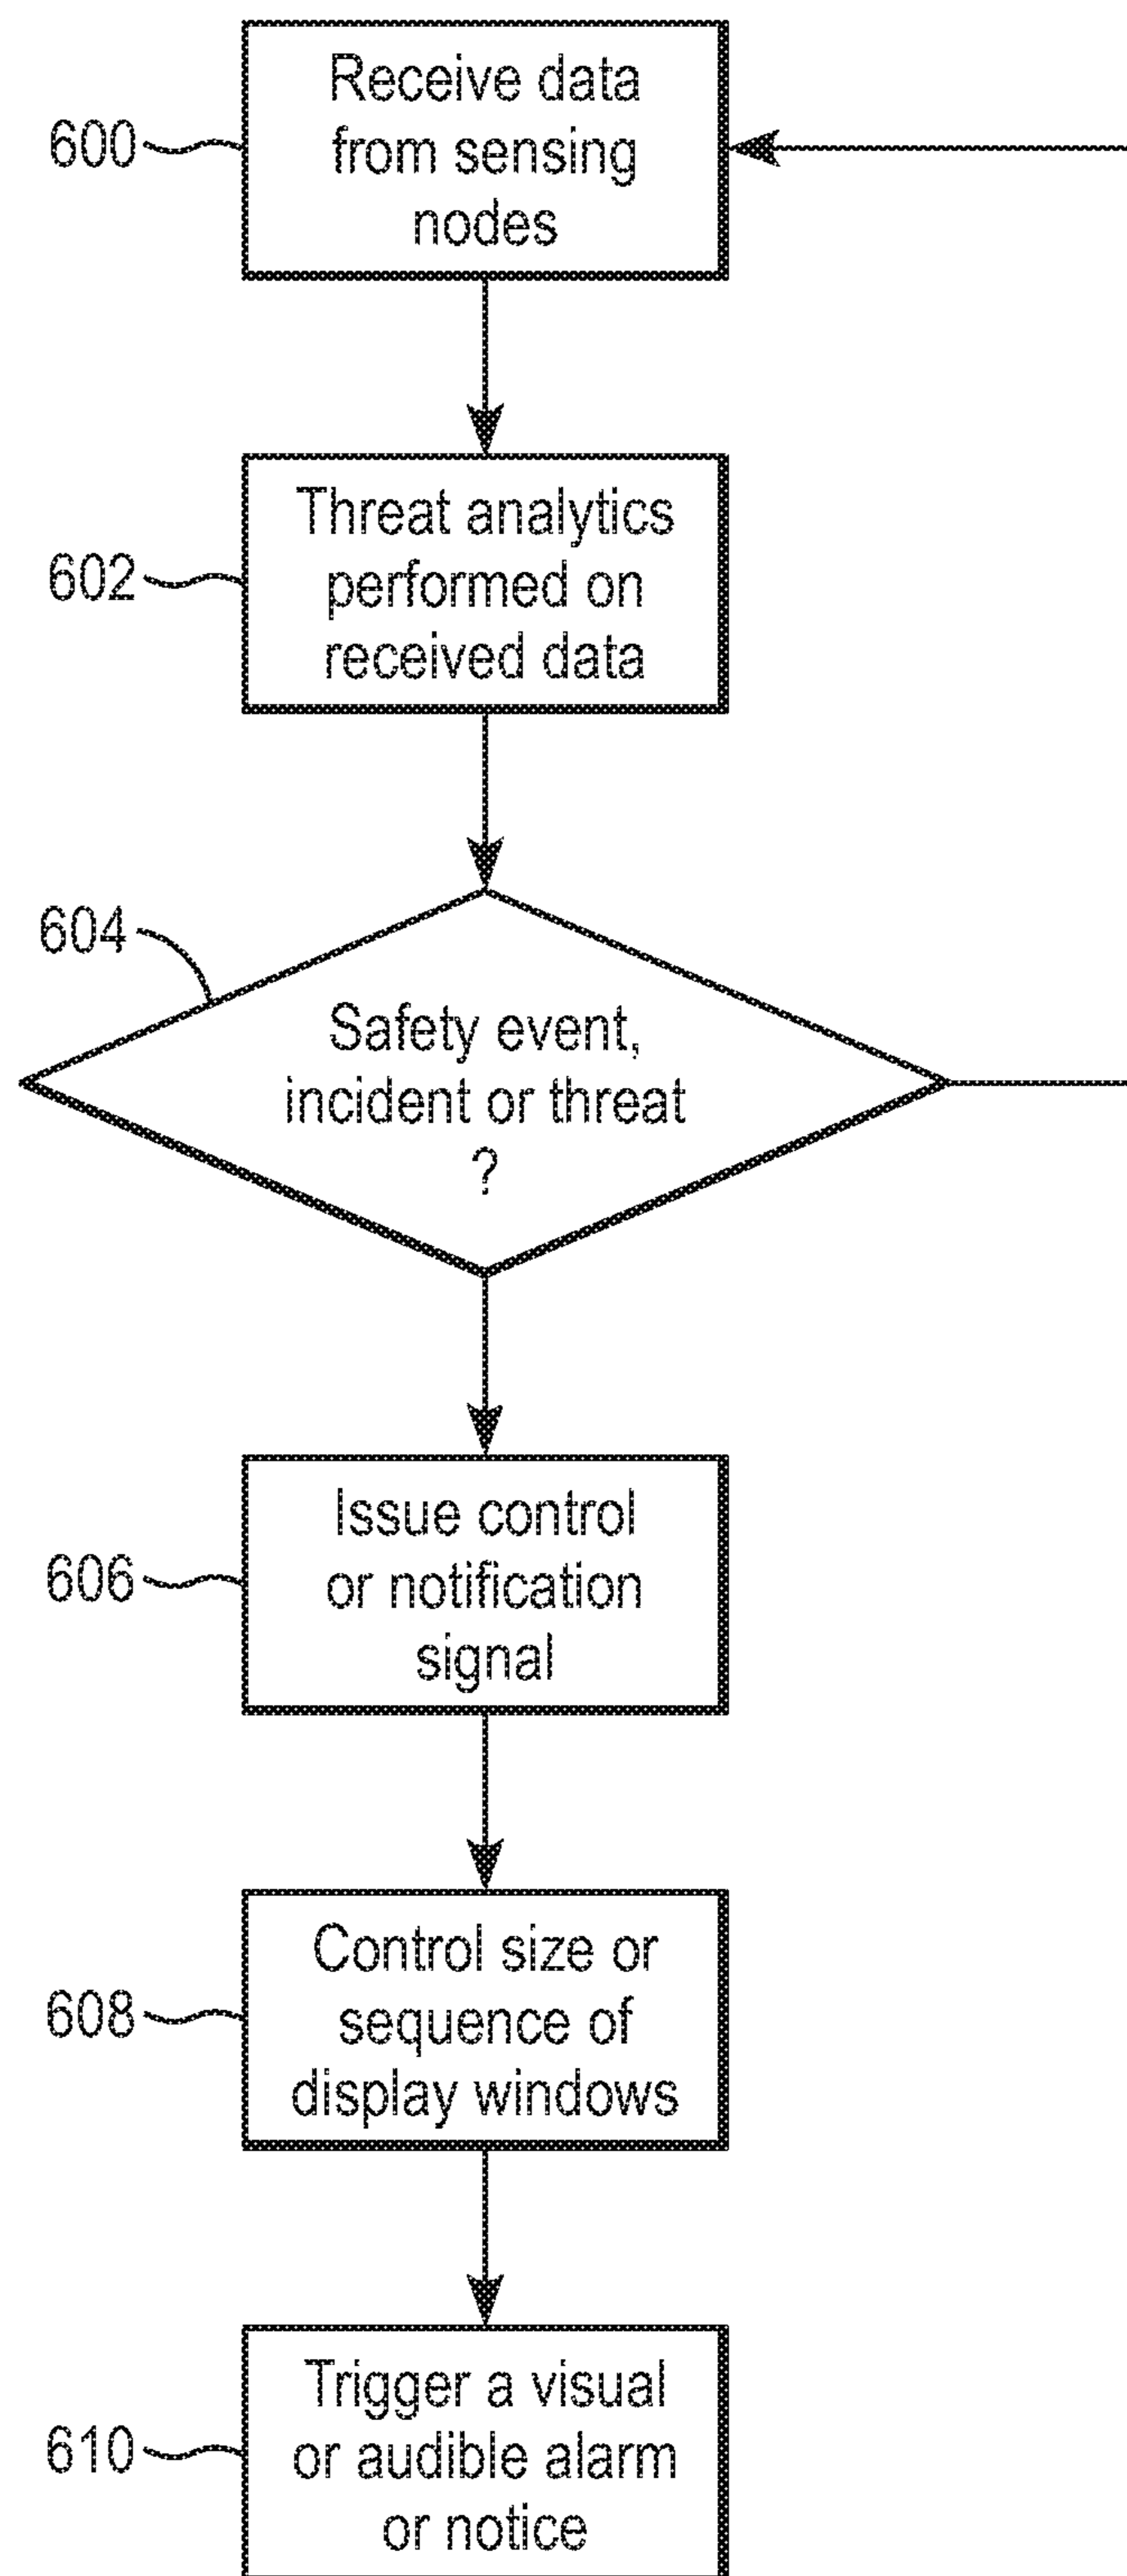 600
Receive data
from sensing
nodes
602
Threat analytics
performed on
received data
604
Safety event,
incident or threat
?
606
Issue control
or notification
signal
608
Control size or
sequence of
display windows
610
Trigger a visual
or audible alarm
or notice